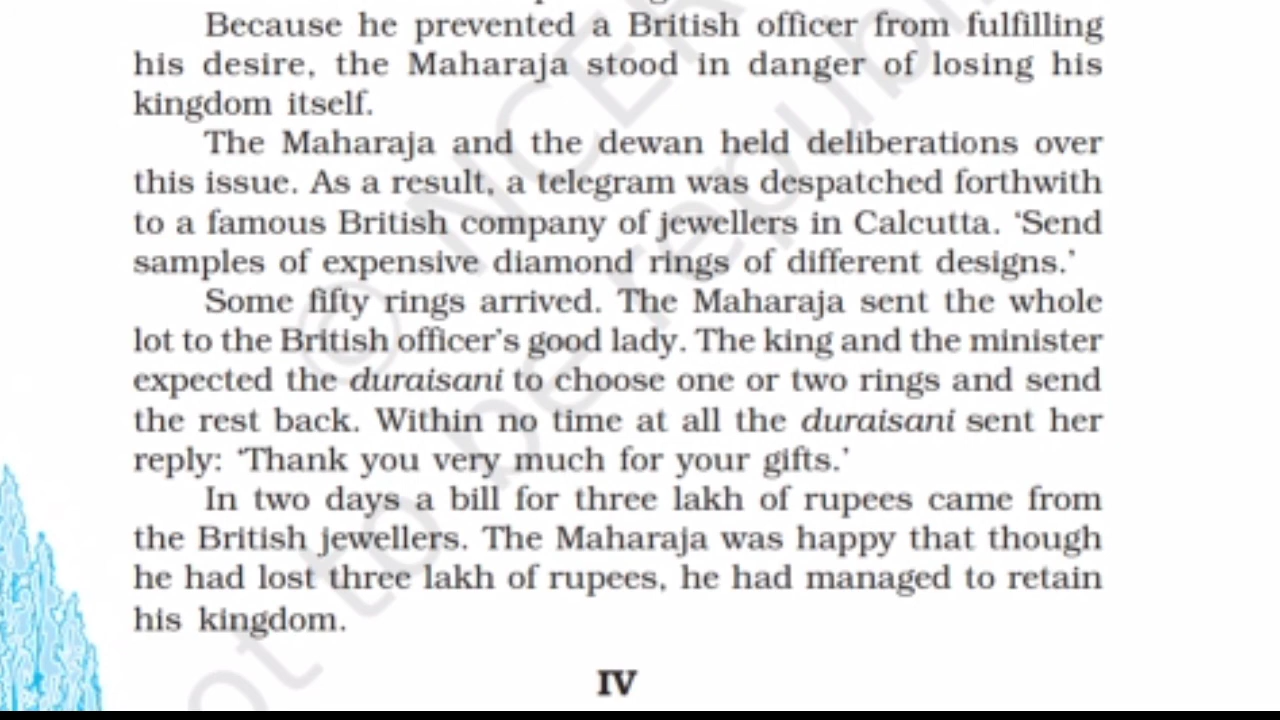 Because he prevented a British officer from fulfilling
his desire, the Maharaja stood in danger of losing his
kingdom itself.
The Maharaja and the dewan held deliberations over
this issue. As a result, a telegram was despatched forthwith
to a famous British company of jewellers in Calcutta. ‘Send
samples of expensive diamond rings of different designs.’
Some fifty rings arrived. The Maharaja sent the whole
lot to the British officer’s good lady. The king and the minister
expected the duraisani to choose one or two rings and send
the rest back. Within no time at all the duraisani sent her
reply: ‘Thank you very much for your gifts.’
In two days a bill for three lakh of rupees came from
the British jewellers. The Maharaja was happy that though
he had lost three lakh of rupees, he had managed to retain
his kingdom.
IV